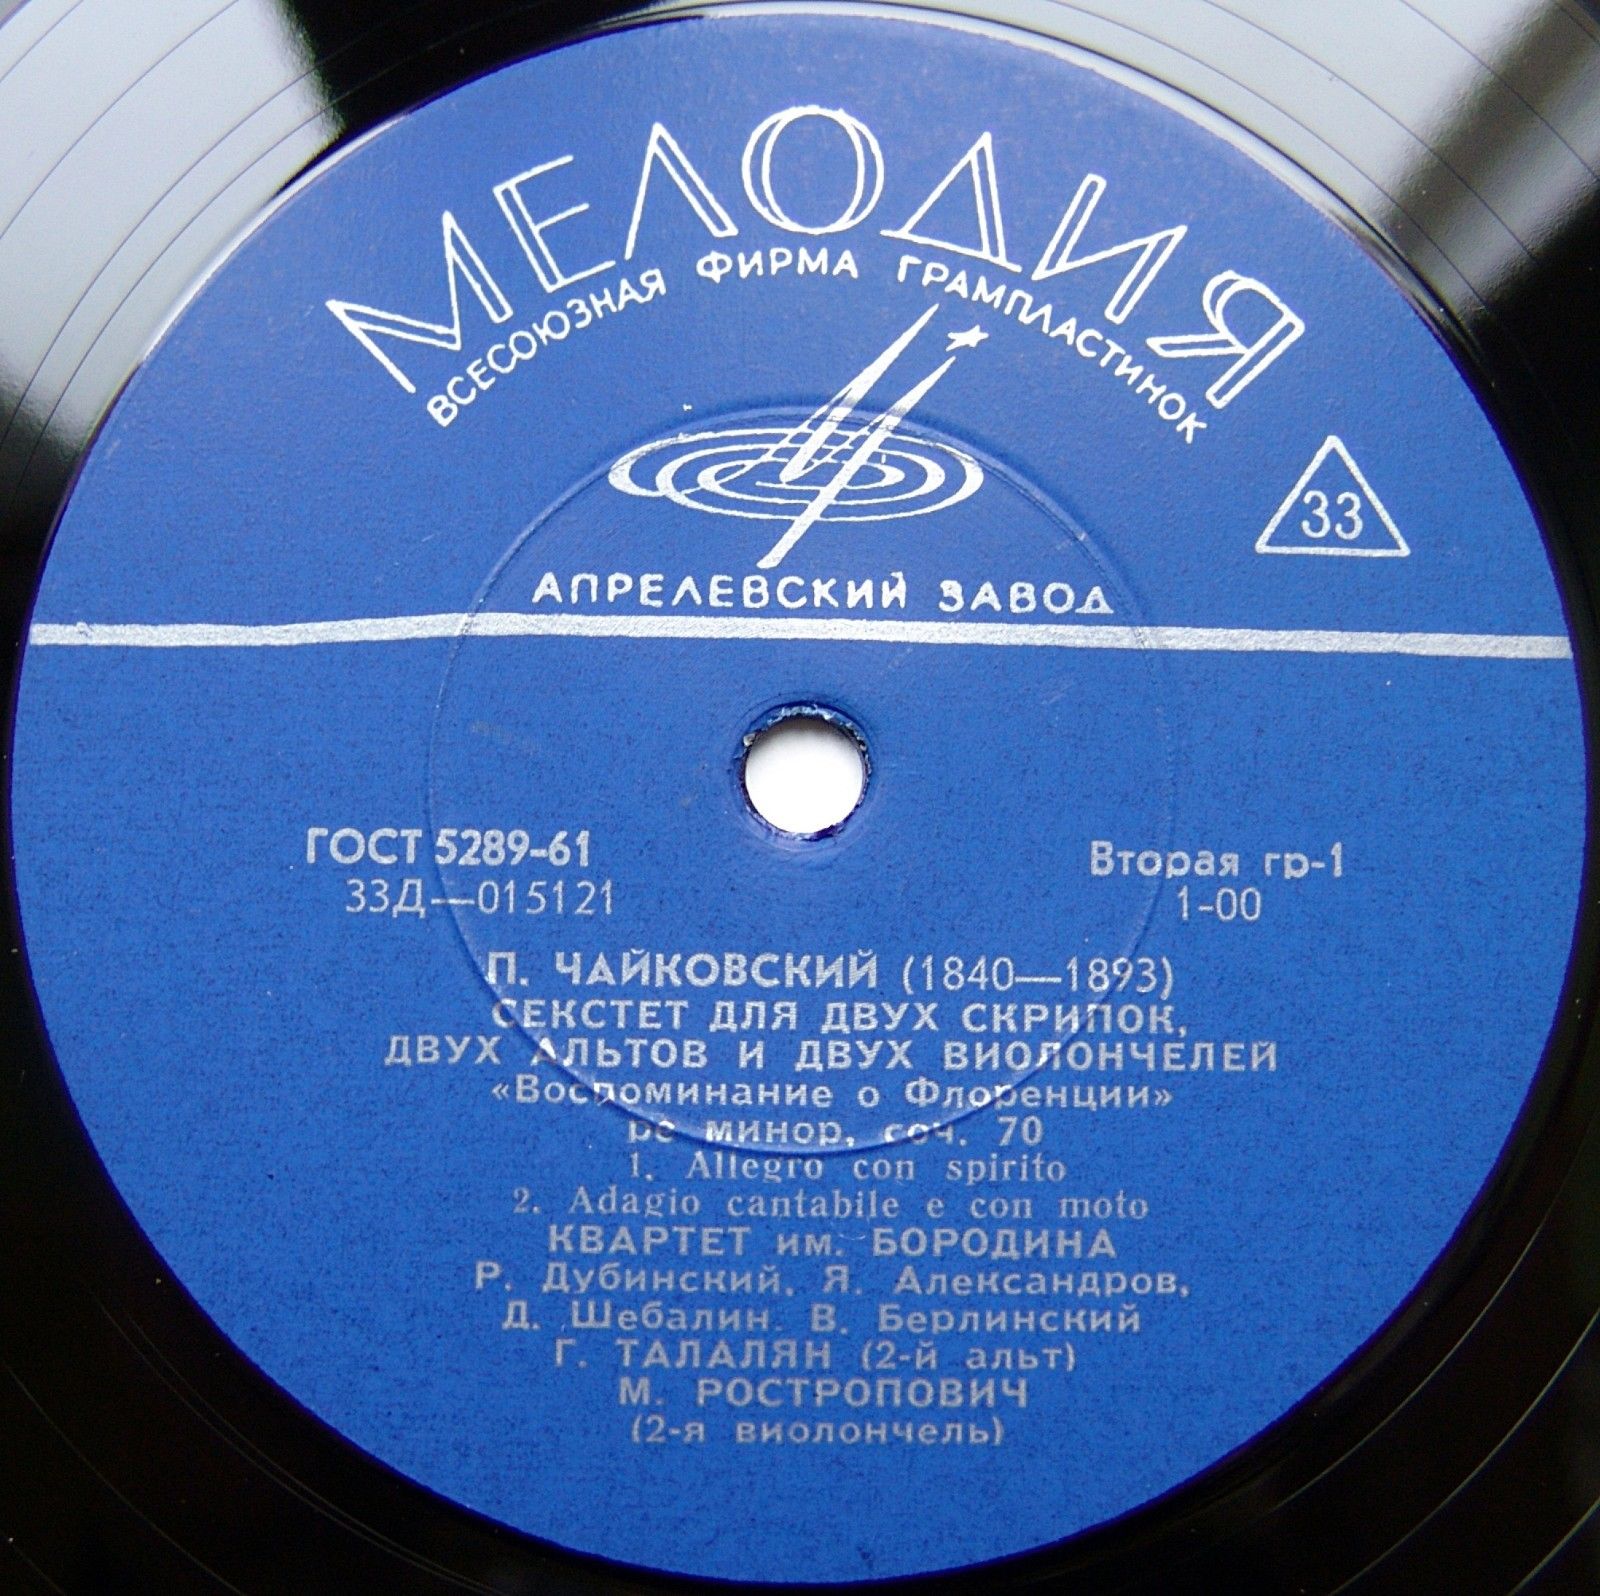 МЕЛОДИЯ
ВСЕСОЮЗНАЯ ФИРМА ГРАМПЛАСТИНОК
33
АПРЕЛЕВСКИЙ ЗАВОД
ГОСТ 5289-61
Вторая гр-1
33Д—015121
1-00
П. ЧАЙКОВСКИЙ (1840—1893)
СЕКСТЕТ ДЛЯ ДВУХ СКРИПОК,
ДВУХ АЛЬТОВ И ДВУХ ВИОЛОНЧЕЛЕЙ
«Воспоминание о Флоренции»
ре минор, соч. 70
1. Allegro con spirito
2. Adagio cantabile e con moto
КВАРТЕТ им. БОРОДИНА
Р. Дубинский, Я. Александров,
Д. Шебалин. В. Берлинский
Г. ТАЛАЛЯН (2-й альт)
М. РОСТРОПОВИЧ
(2-я виолончель)